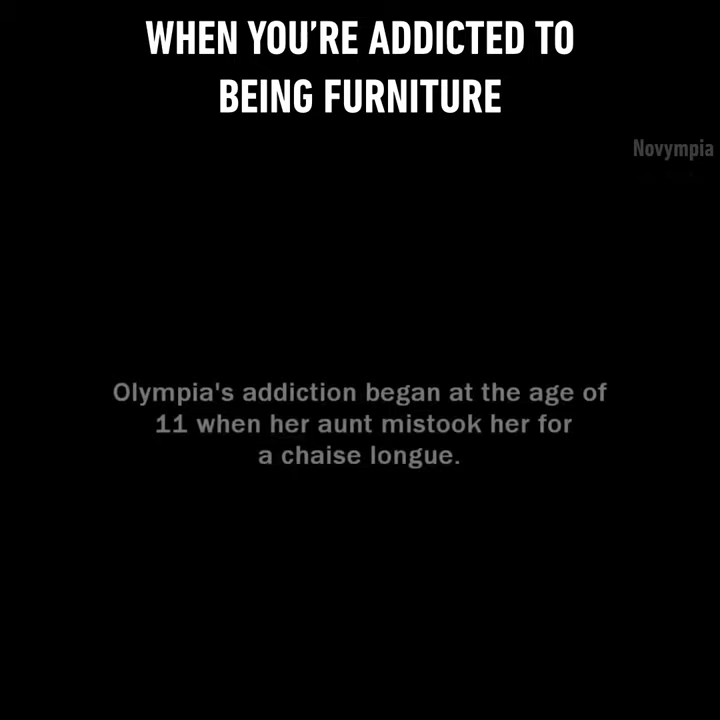 WHEN YOU’RE ADDICTED TO
BEING FURNITURE
Novympia
Olympia's addiction began at the age of
11 when her aunt mistook her for
a chaise longue.